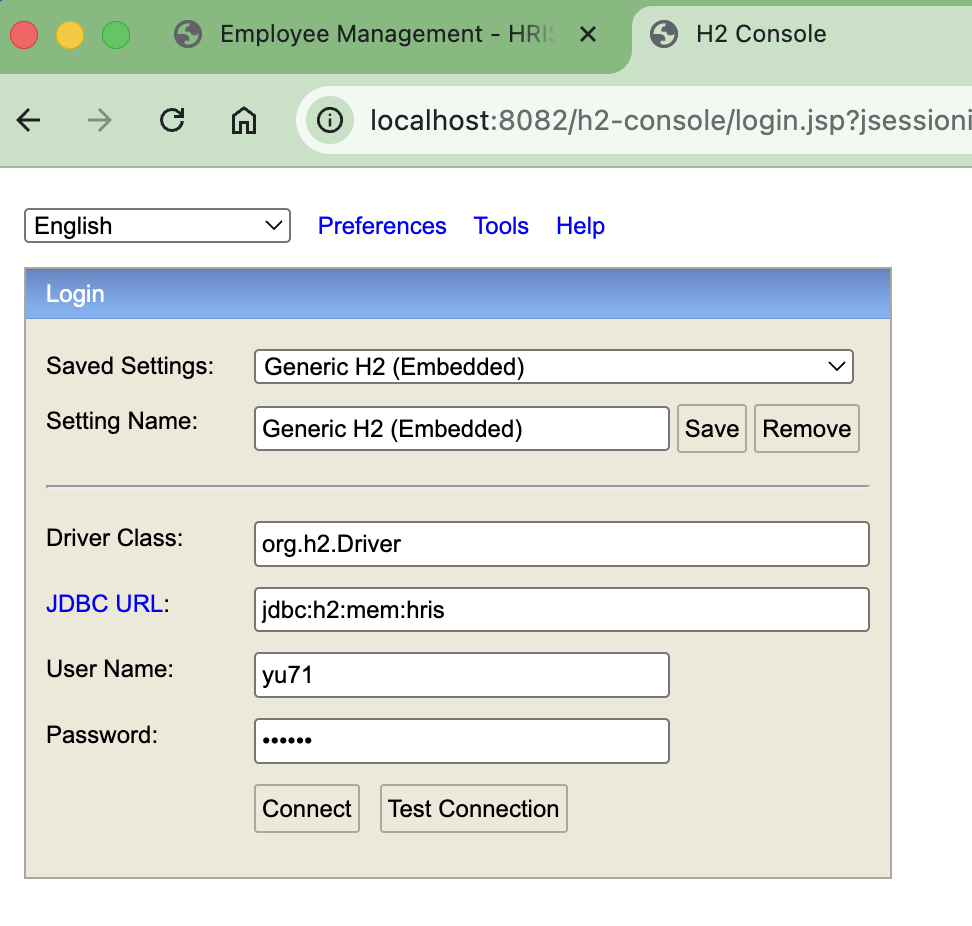 Employee Management - HRIS
H2 Console
localhost:8082/h2-console/login.jsp?jsessioni
English
Preferences Tools Help
Login
Saved Settings: Generic H2 (Embedded)
Setting Name: Generic H2 (Embedded) Save Remove
Driver Class: org.h2.Driver
JDBC URL: jdbc:h2:mem:hris
User Name: yu71
Password: ••••••
Connect Test Connection